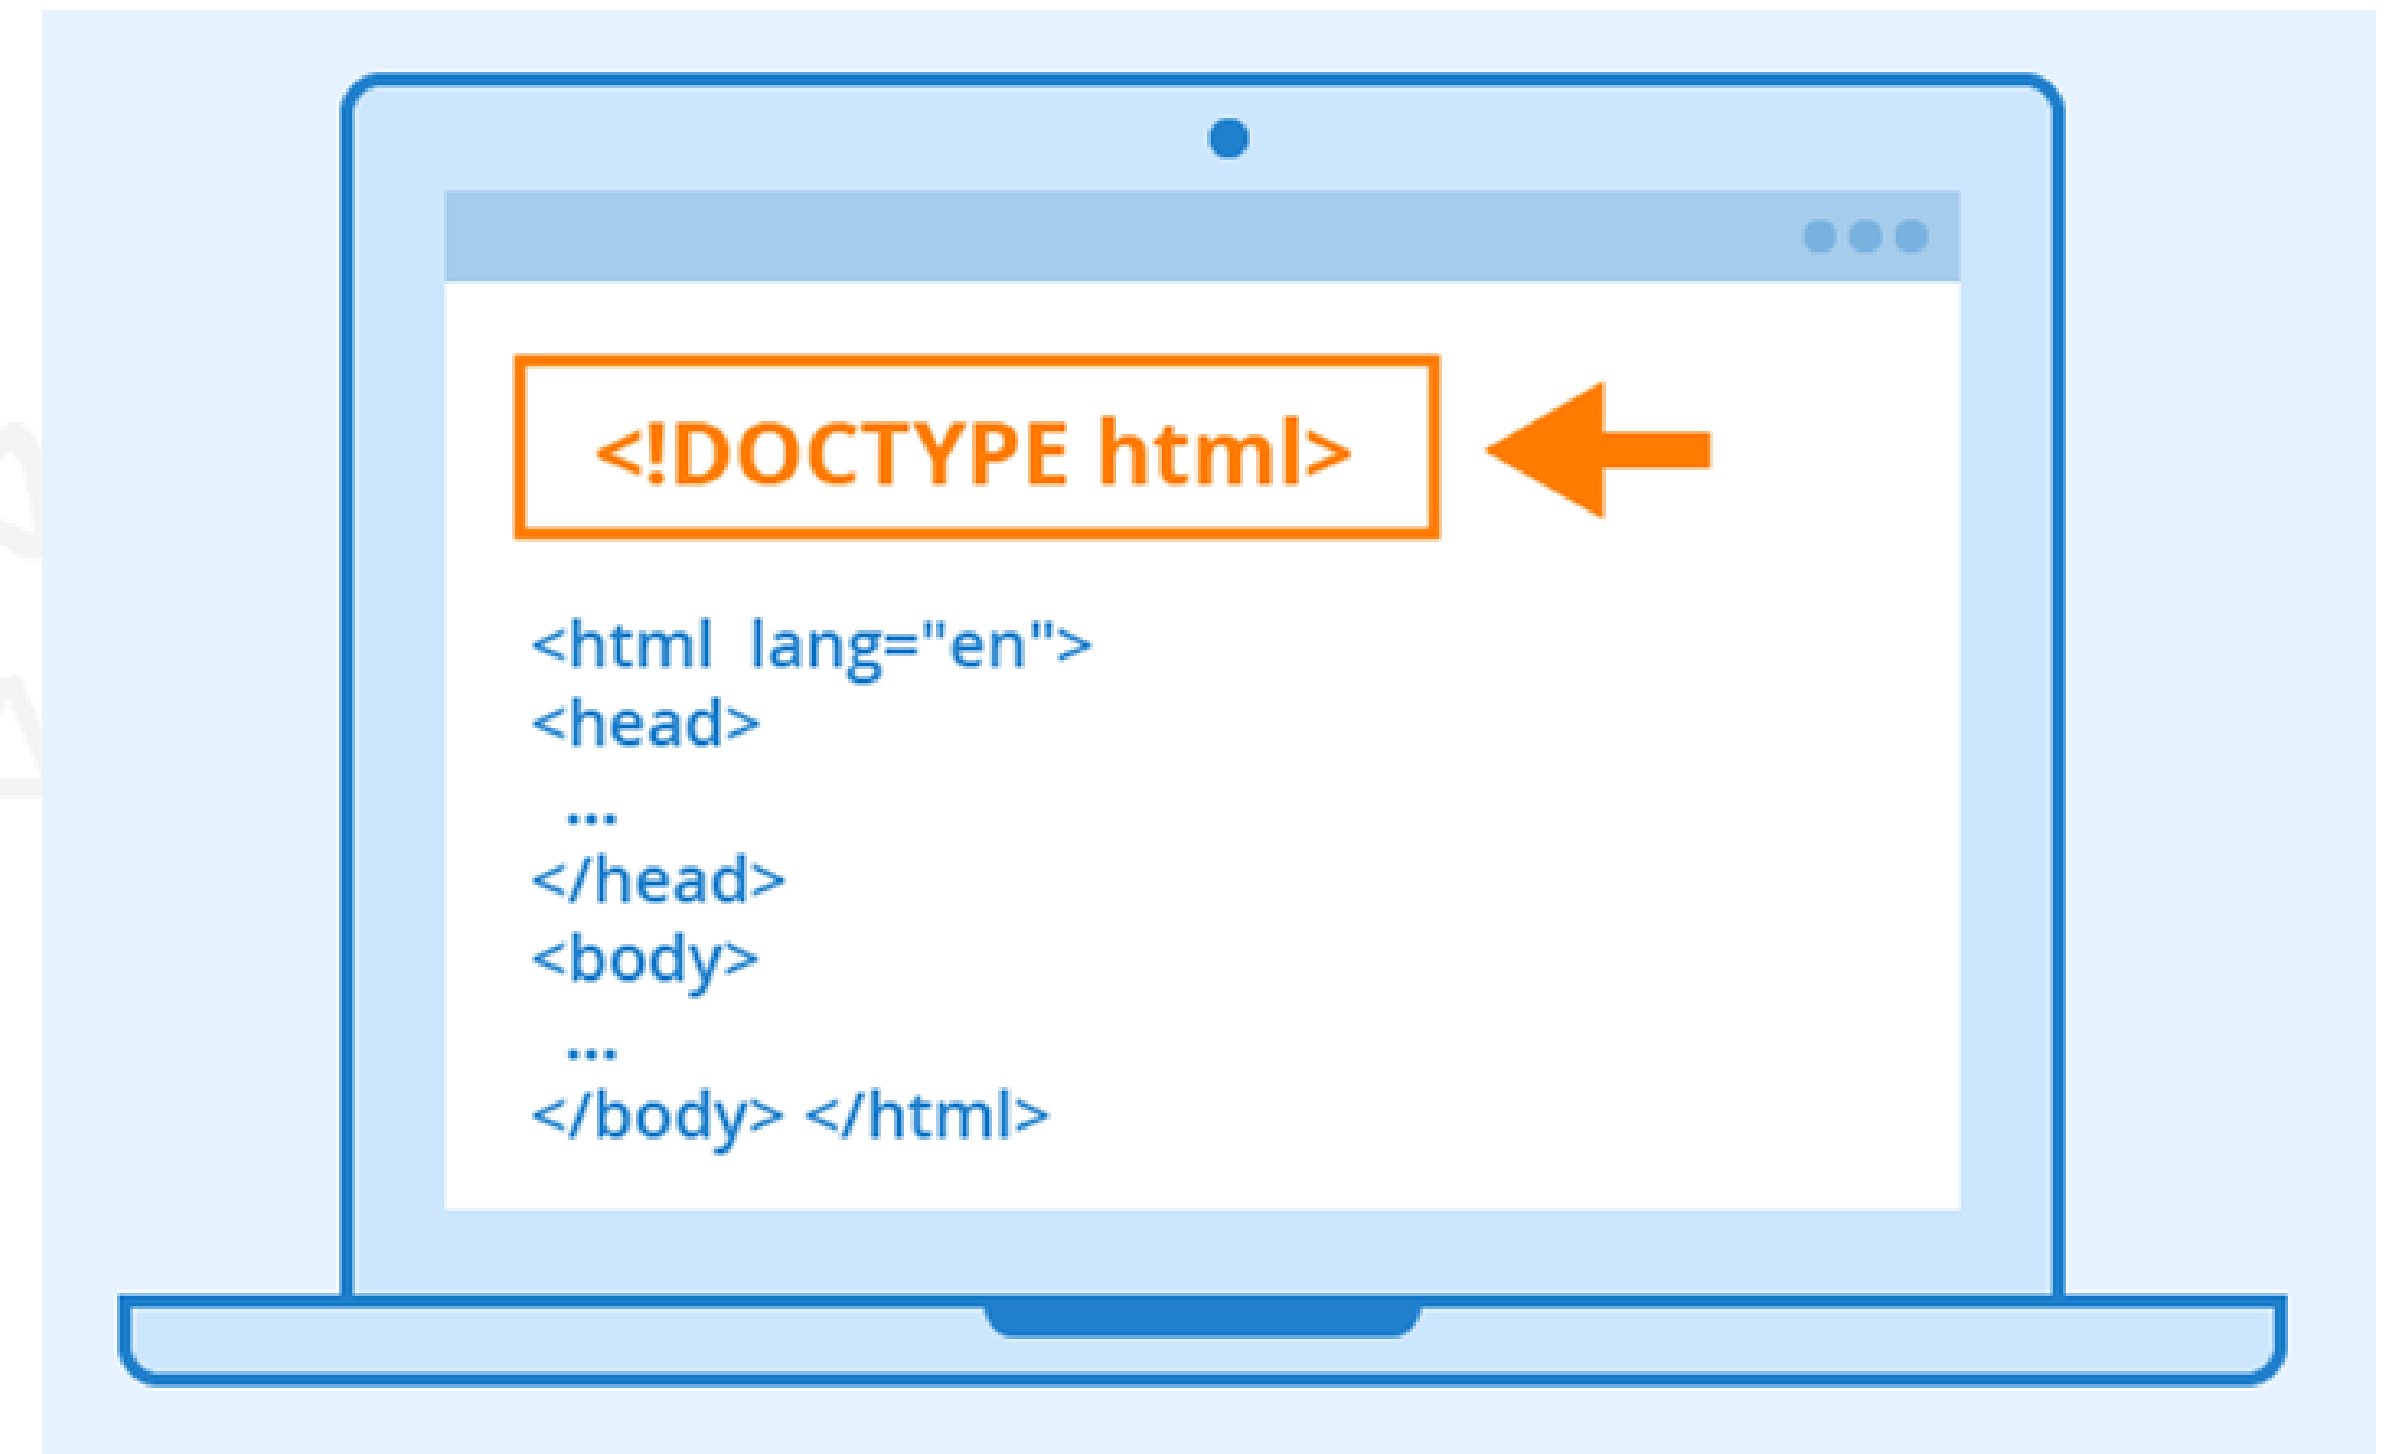 <!DOCTYPE html>
<html  lang="en">
<head>
...
</head>
<body>
...
</body> </html>